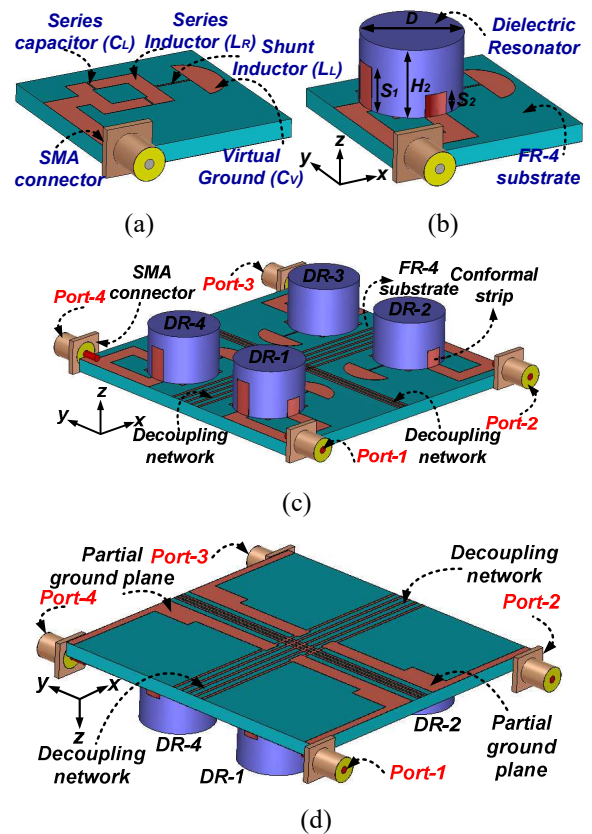 Series
capacitor (CL)
Series
Inductor (LR)
Shunt
Inductor (LL)
SMA
connector
Virtual
Ground (CV)
(a)
D
Dielectric
Resonator
S1
H2
S2
z
y
x
FR-4
substrate
(b)
SMA
connector
Port-3
DR-3
FR-4
substrate
Conformal
strip
Port-4
DR-4
DR-2
DR-1
z
y
x
Decoupling
network
Port-1
Decoupling
network
Port-2
(c)
Partial
ground plane
Port-3
Decoupling
network
Port-4
Port-2
y
x
z
DR-4
DR-2
Decoupling
network
DR-1
Port-1
Partial
ground
plane
(d)